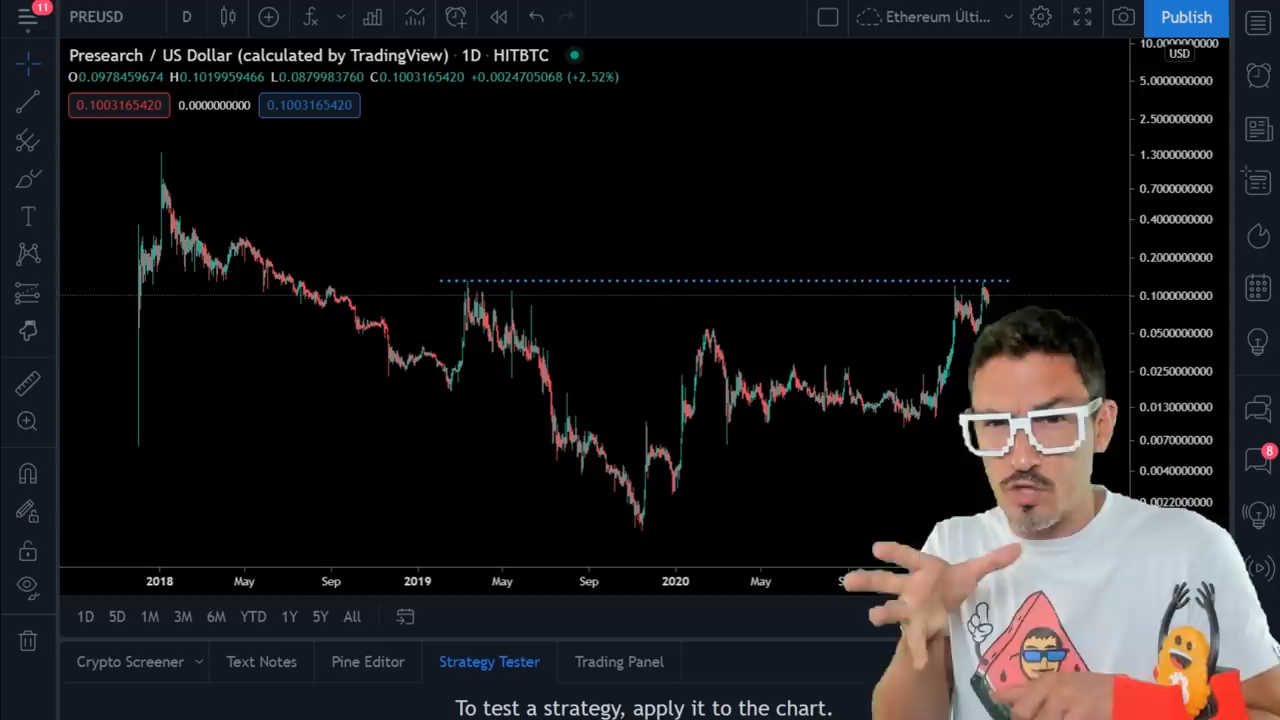 11
PREUSD
D
Ethereum Últi...
Publish
Presearch / US Dollar (calculated by TradingView) · 1D · HITBTC
O0.0978459674 H0.1019959466 L0.0879983760 C0.1003165420 +0.0024705068 (+2.52%)
0.1003165420 0.0000000000 0.1003165420
10.0000000000
USD
5.0000000000
2.5000000000
1.3000000000
0.7000000000
0.4000000000
0.2000000000
0.1000000000
0.0500000000
0.0250000000
0.0130000000
0.0070000000
0.0040000000
0.0022000000
8
2018 May Sep 2019 May Sep 2020 May
1D 5D 1M 3M 6M YTD 1Y 5Y All
Crypto Screener Text Notes Pine Editor Strategy Tester Trading Panel
To test a strategy, apply it to the chart.